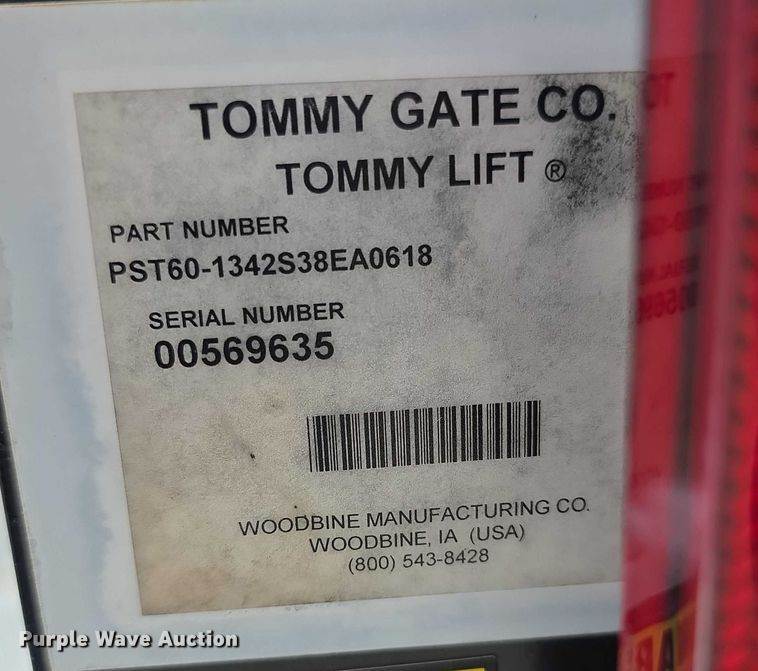 TOMMY GATE CO.
TOMMY LIFT ®
PART NUMBER
PST60-1342S38EA0618
SERIAL NUMBER
00569635
WOODBINE MANUFACTURING CO.
WOODBINE, IA (USA)
(800) 543-8428
Purple Wave Auction